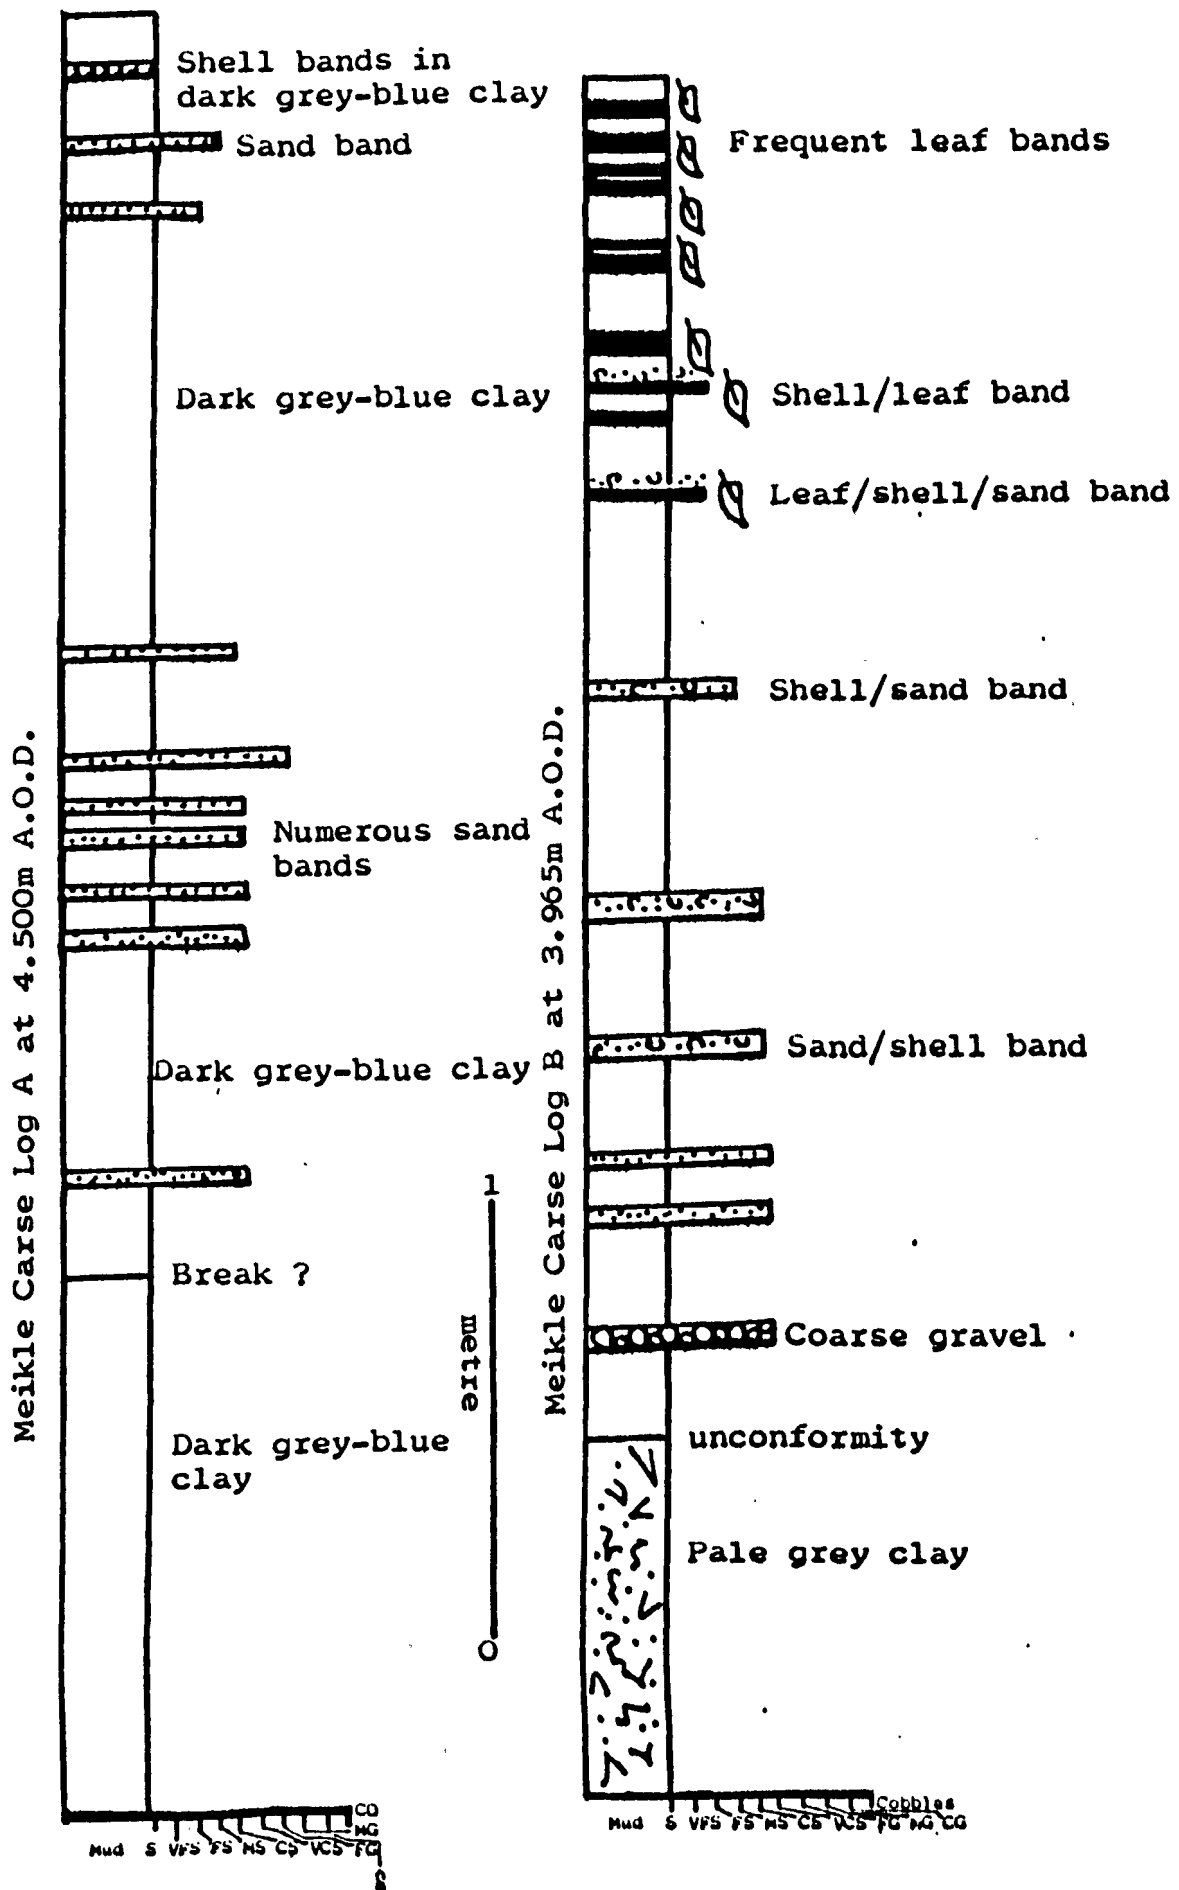 Meikle Carse Log A at 4.500m A.O.D.
Shell bands in
dark grey-blue clay
Sand band
Dark grey-blue clay
Numerous sand
bands
Dark grey-blue clay
Break ?
Dark grey-blue
clay
1
metre
0
Mud S VFS FS MS CS VCS FG
MG
CG
Meikle Carse Log B at 3.965m A.O.D.
Frequent leaf bands
Shell/leaf band
Leaf/shell/sand band
Shell/sand band
Sand/shell band
Coarse gravel
unconformity
Pale grey clay
Cobbles
Mud S VFS FS MS CS VCS FG MG CG